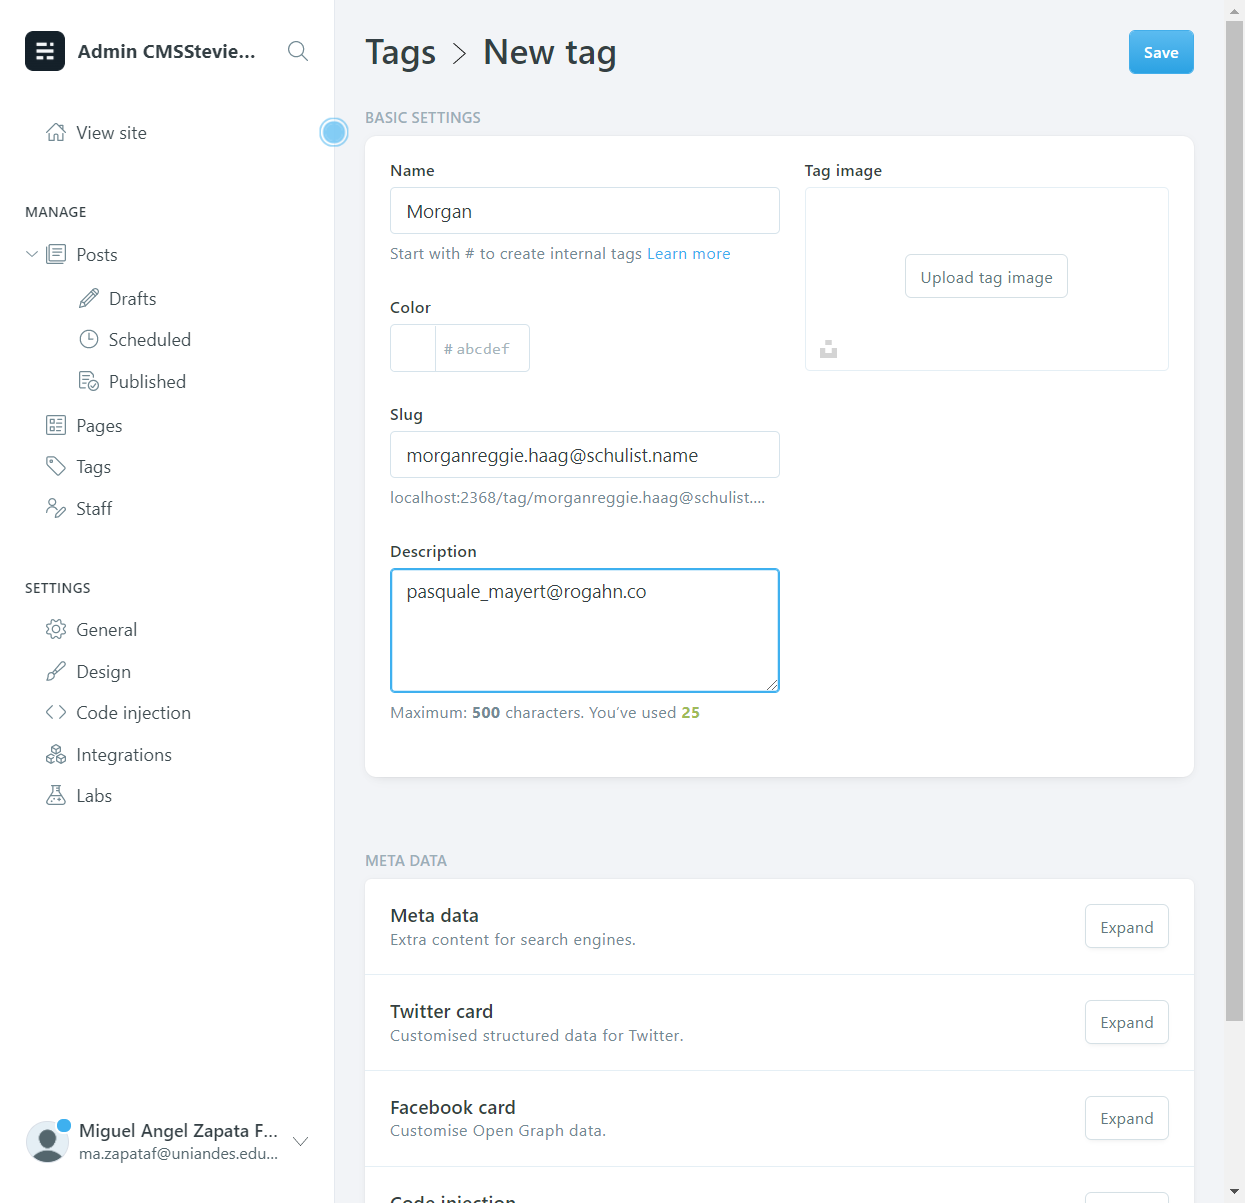 Admin CMSStevie...
View site
MANAGE
Posts
Drafts
Scheduled
Published
Pages
Tags
Staff
SETTINGS
General
Design
Code injection
Integrations
Labs
Miguel Angel Zapata F...
ma.zapataf@uniandes.edu...
Tags > New tag
Save
BASIC SETTINGS
Name
Morgan
Start with # to create internal tags Learn more
Color
# abcdef
Slug
morganreggie.haag@schulist.name
localhost:2368/tag/morganreggie.haag@schulist....
Description
pasquale_mayert@rogahn.co
Maximum: 500 characters. You’ve used 25
Tag image
Upload tag image
META DATA
Meta data
Extra content for search engines.
Expand
Twitter card
Customised structured data for Twitter.
Expand
Facebook card
Customise Open Graph data.
Expand
Code injection